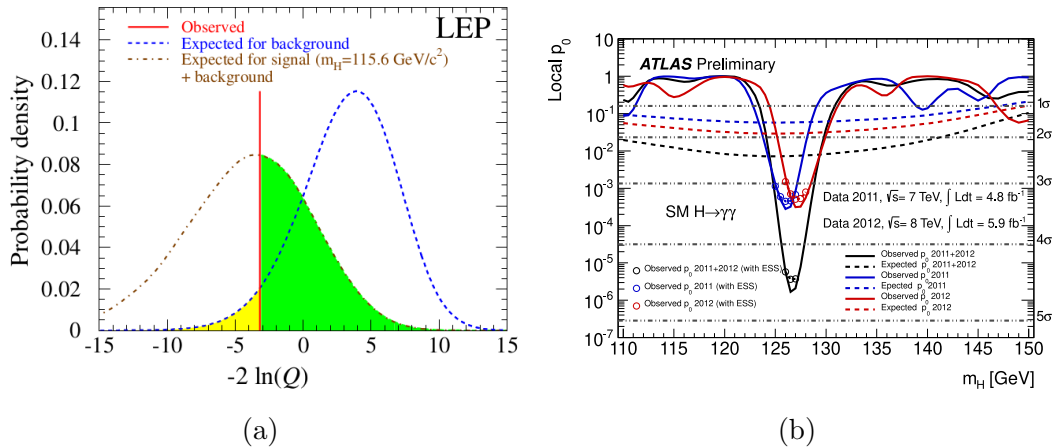 LEP
Observed
Expected for background
Expected for signal (m_H=115.6 GeV/c²)
+ background
Probability density
0.14
0.12
0.1
0.08
0.06
0.04
0.02
0
-15 -10 -5 0 5 10 15
-2 ln(Q)
(a)
ATLAS Preliminary
Local p₀
10
1
10⁻¹
10⁻²
10⁻³
10⁻⁴
10⁻⁵
10⁻⁶
10⁻⁷
1σ
2σ
3σ
4σ
5σ
SM H→γγ
Data 2011, √s= 7 TeV, ∫ Ldt = 4.8 fb⁻¹
Data 2012, √s= 8 TeV, ∫ Ldt = 5.9 fb⁻¹
Observed p₀ 2011+2012 (with ESS)
Observed p₀ 2011 (with ESS)
Observed p₀ 2012 (with ESS)
Observed p₀ 2011+2012
Expected p₀ 2011+2012
Observed p₀ 2011
Epected p₀ 2011
Observed p₀ 2012
Expected p₀ 2012
110 115 120 125 130 135 140 145 150
m_H [GeV]
(b)